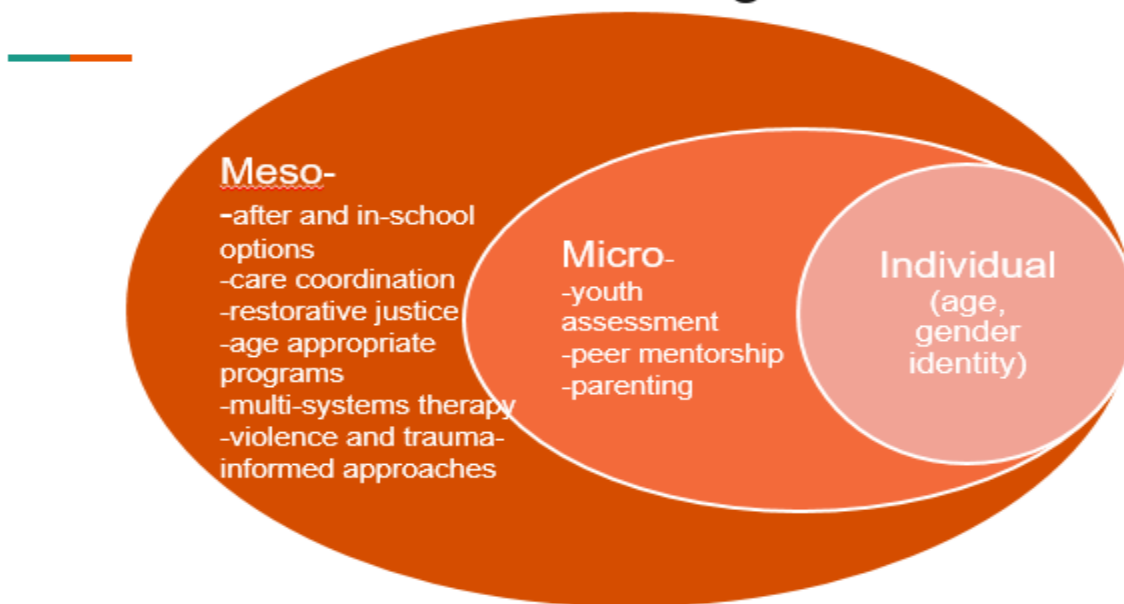 Meso-
-after and in-school
options
-care coordination
-restorative justice
-age appropriate
programs
-multi-systems therapy
-violence and trauma-
informed approaches
Micro-
-youth
assessment
-peer mentorship
-parenting
Individual
(age,
gender
identity)